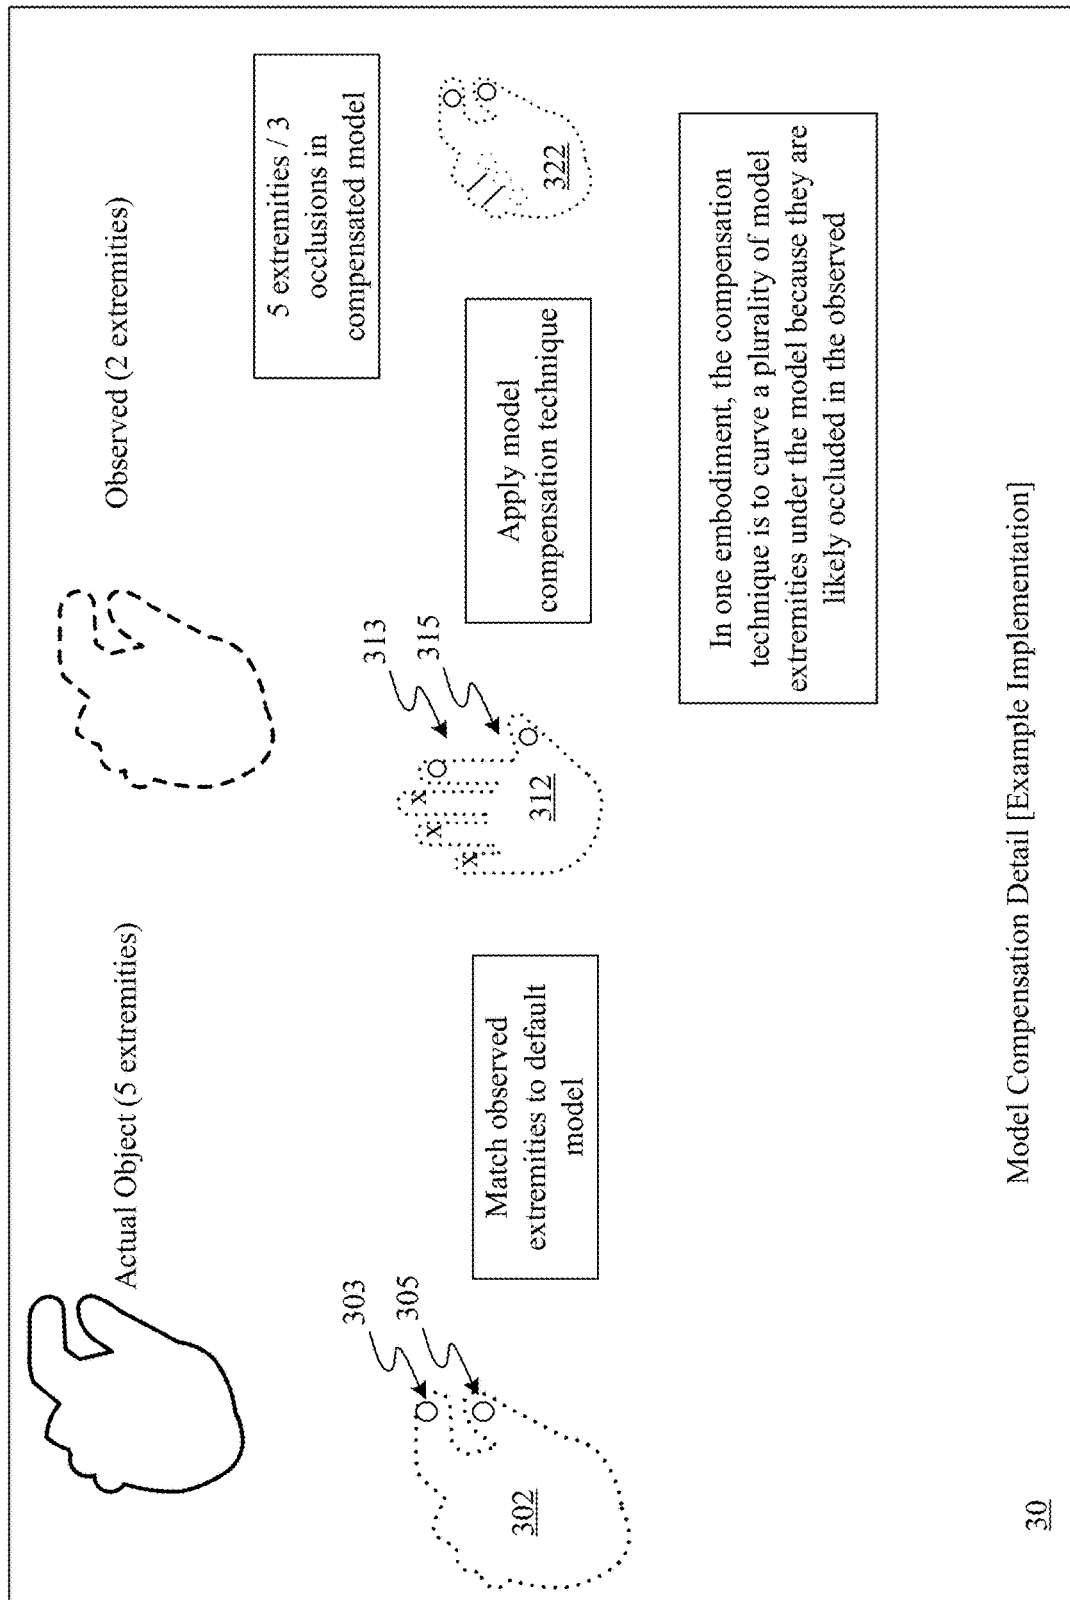 Actual Object (5 extremities)
Observed (2 extremities)
5 extremities / 3
occlusions in
compensated model
303
305
302
Match observed
extremities to default
model
313
315
x
x
x
312
Apply model
compensation technique
322
In one embodiment, the compensation
technique is to curve a plurality of model
extremities under the model because they are
likely occluded in the observed
30
Model Compensation Detail [Example Implementation]